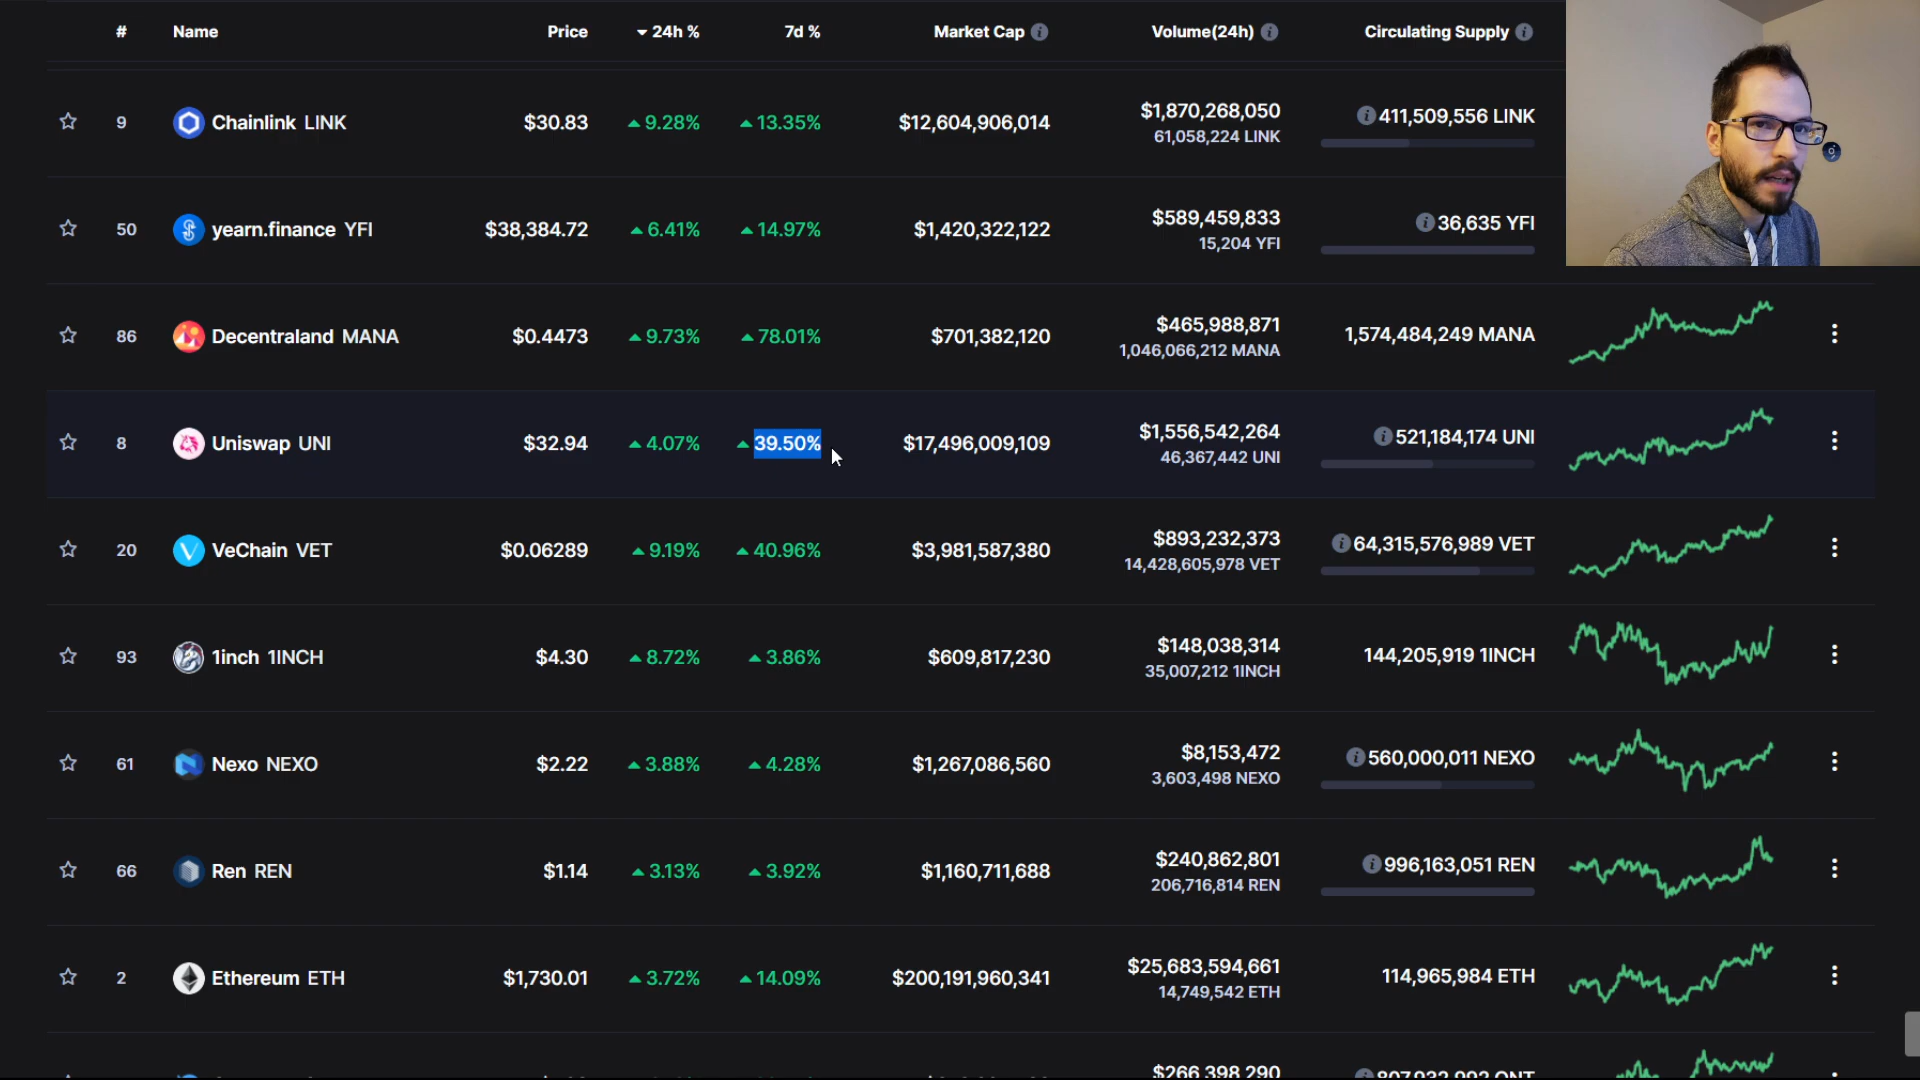 # Name Price 24h % 7d % Market Cap Volume(24h) Circulating Supply
9 Chainlink LINK $30.83 9.28% 13.35% $12,604,906,014 $1,870,268,050 411,509,556 LINK
61,058,224 LINK
50 yearn.finance YFI $38,384.72 6.41% 14.97% $1,420,322,122 $589,459,833 36,635 YFI
15,204 YFI
86 Decentraland MANA $0.4473 9.73% 78.01% $701,382,120 $465,988,871 1,574,484,249 MANA
1,046,066,212 MANA
8 Uniswap UNI $32.94 4.07% 39.50% $17,496,009,109 $1,556,542,264 521,184,174 UNI
46,367,442 UNI
20 VeChain VET $0.06289 9.19% 40.96% $3,981,587,380 $893,232,373 64,315,576,989 VET
14,428,605,978 VET
93 1inch 1INCH $4.30 8.72% 3.86% $609,817,230 $148,038,314 144,205,919 1INCH
35,007,212 1INCH
61 Nexo NEXO $2.22 3.88% 4.28% $1,267,086,560 $8,153,472 560,000,011 NEXO
3,603,498 NEXO
66 Ren REN $1.14 3.13% 3.92% $1,160,711,688 $240,862,801 996,163,051 REN
206,716,814 REN
2 Ethereum ETH $1,730.01 3.72% 14.09% $200,191,960,341 $25,683,594,661 114,965,984 ETH
14,749,542 ETH
$266,398,290 807,932,992 ONT